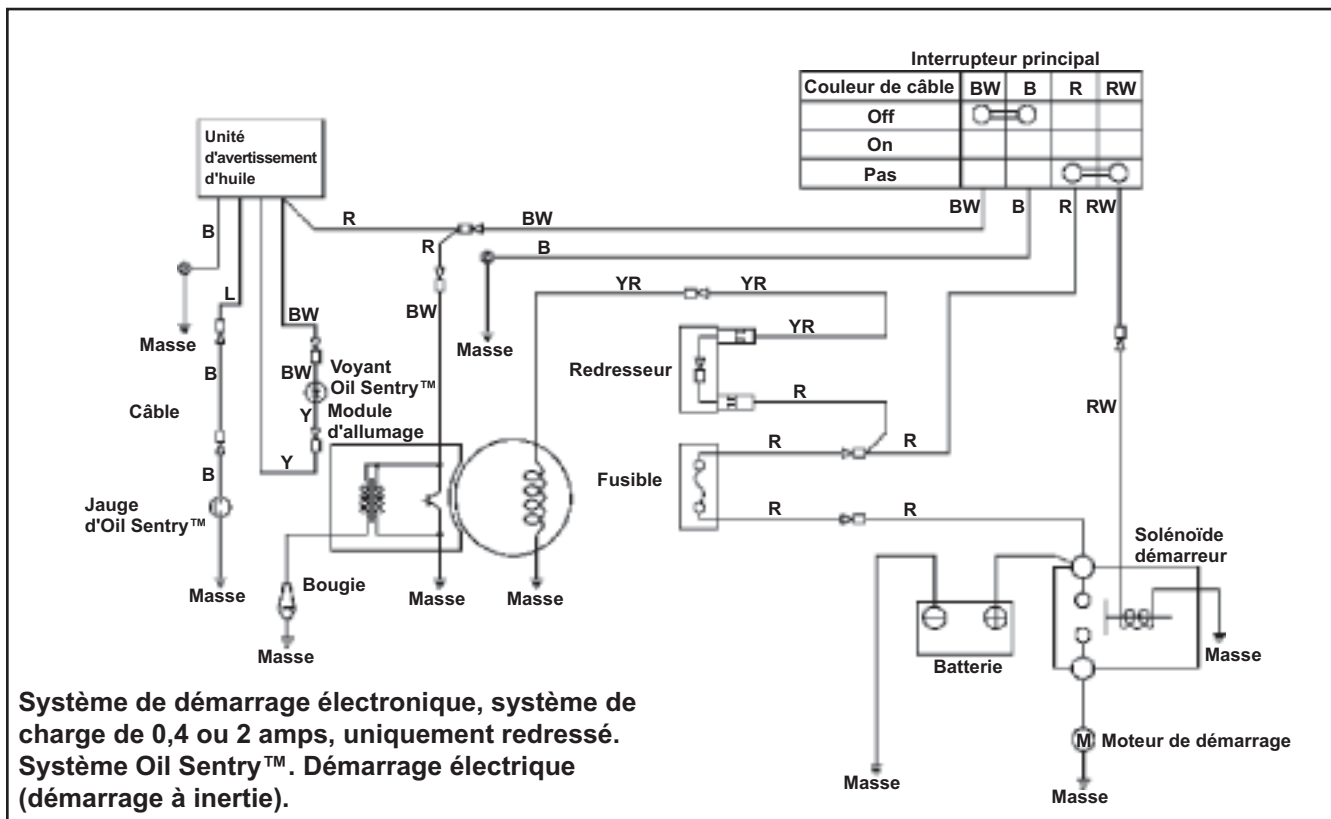 Interrupteur principal
Couleur de câble BW B R RW
Off
On
Pas
BW B R RW
Unité
d'avertissement
d'huile
R BW
B
R
B
L
YR YR
BW
BW
YR
Masse
Masse
Redresseur
BW
Voyant
Oil Sentry™
B
R
RW
Câble
Y
Module
d'allumage
R R
B
Y
Fusible
Jauge
d'Oil Sentry™
R R
Solénoïde
démarreur
Bougie
Masse
Masse
Masse
Masse
Masse
Batterie
Système de démarrage électronique, système de
charge de 0,4 ou 2 amps, uniquement redressé.
Système Oil Sentry™. Démarrage électrique
(démarrage à inertie).
M Moteur de démarrage
Masse
Masse